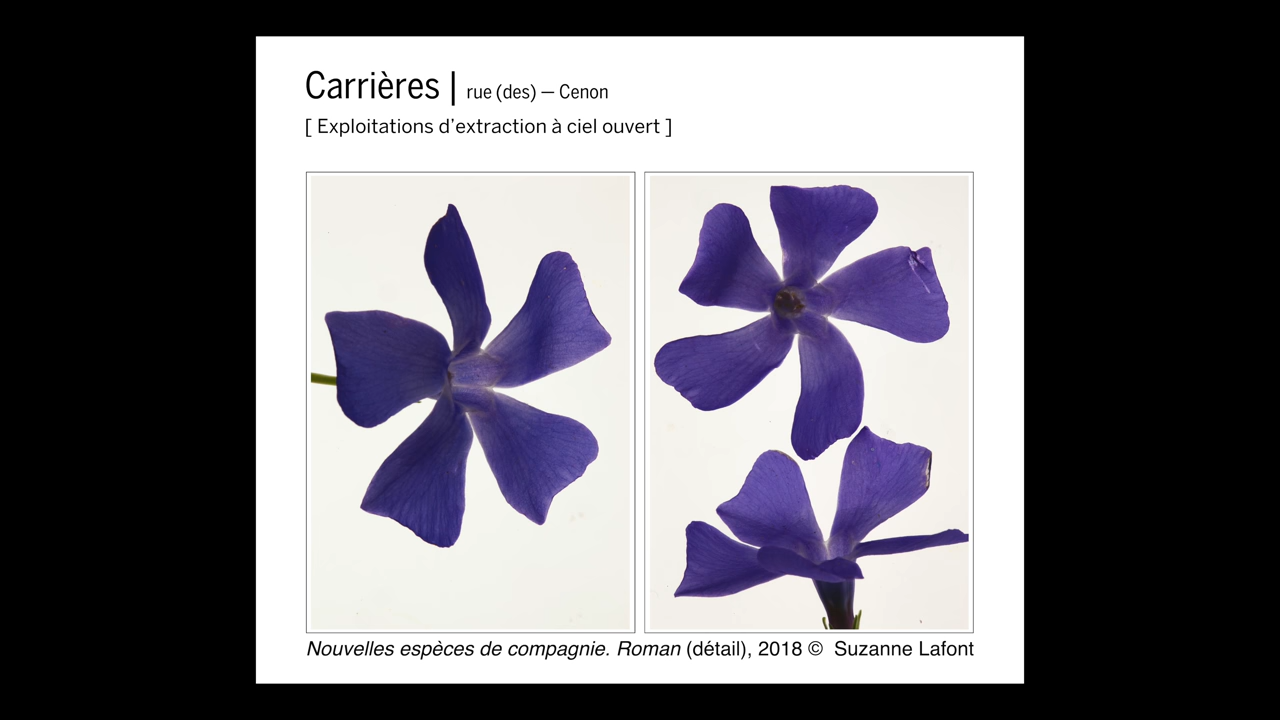 Carrières | rue (des) — Cenon
[ Exploitations d’extraction à ciel ouvert ]
Nouvelles espèces de compagnie. Roman (détail), 2018 © Suzanne Lafont